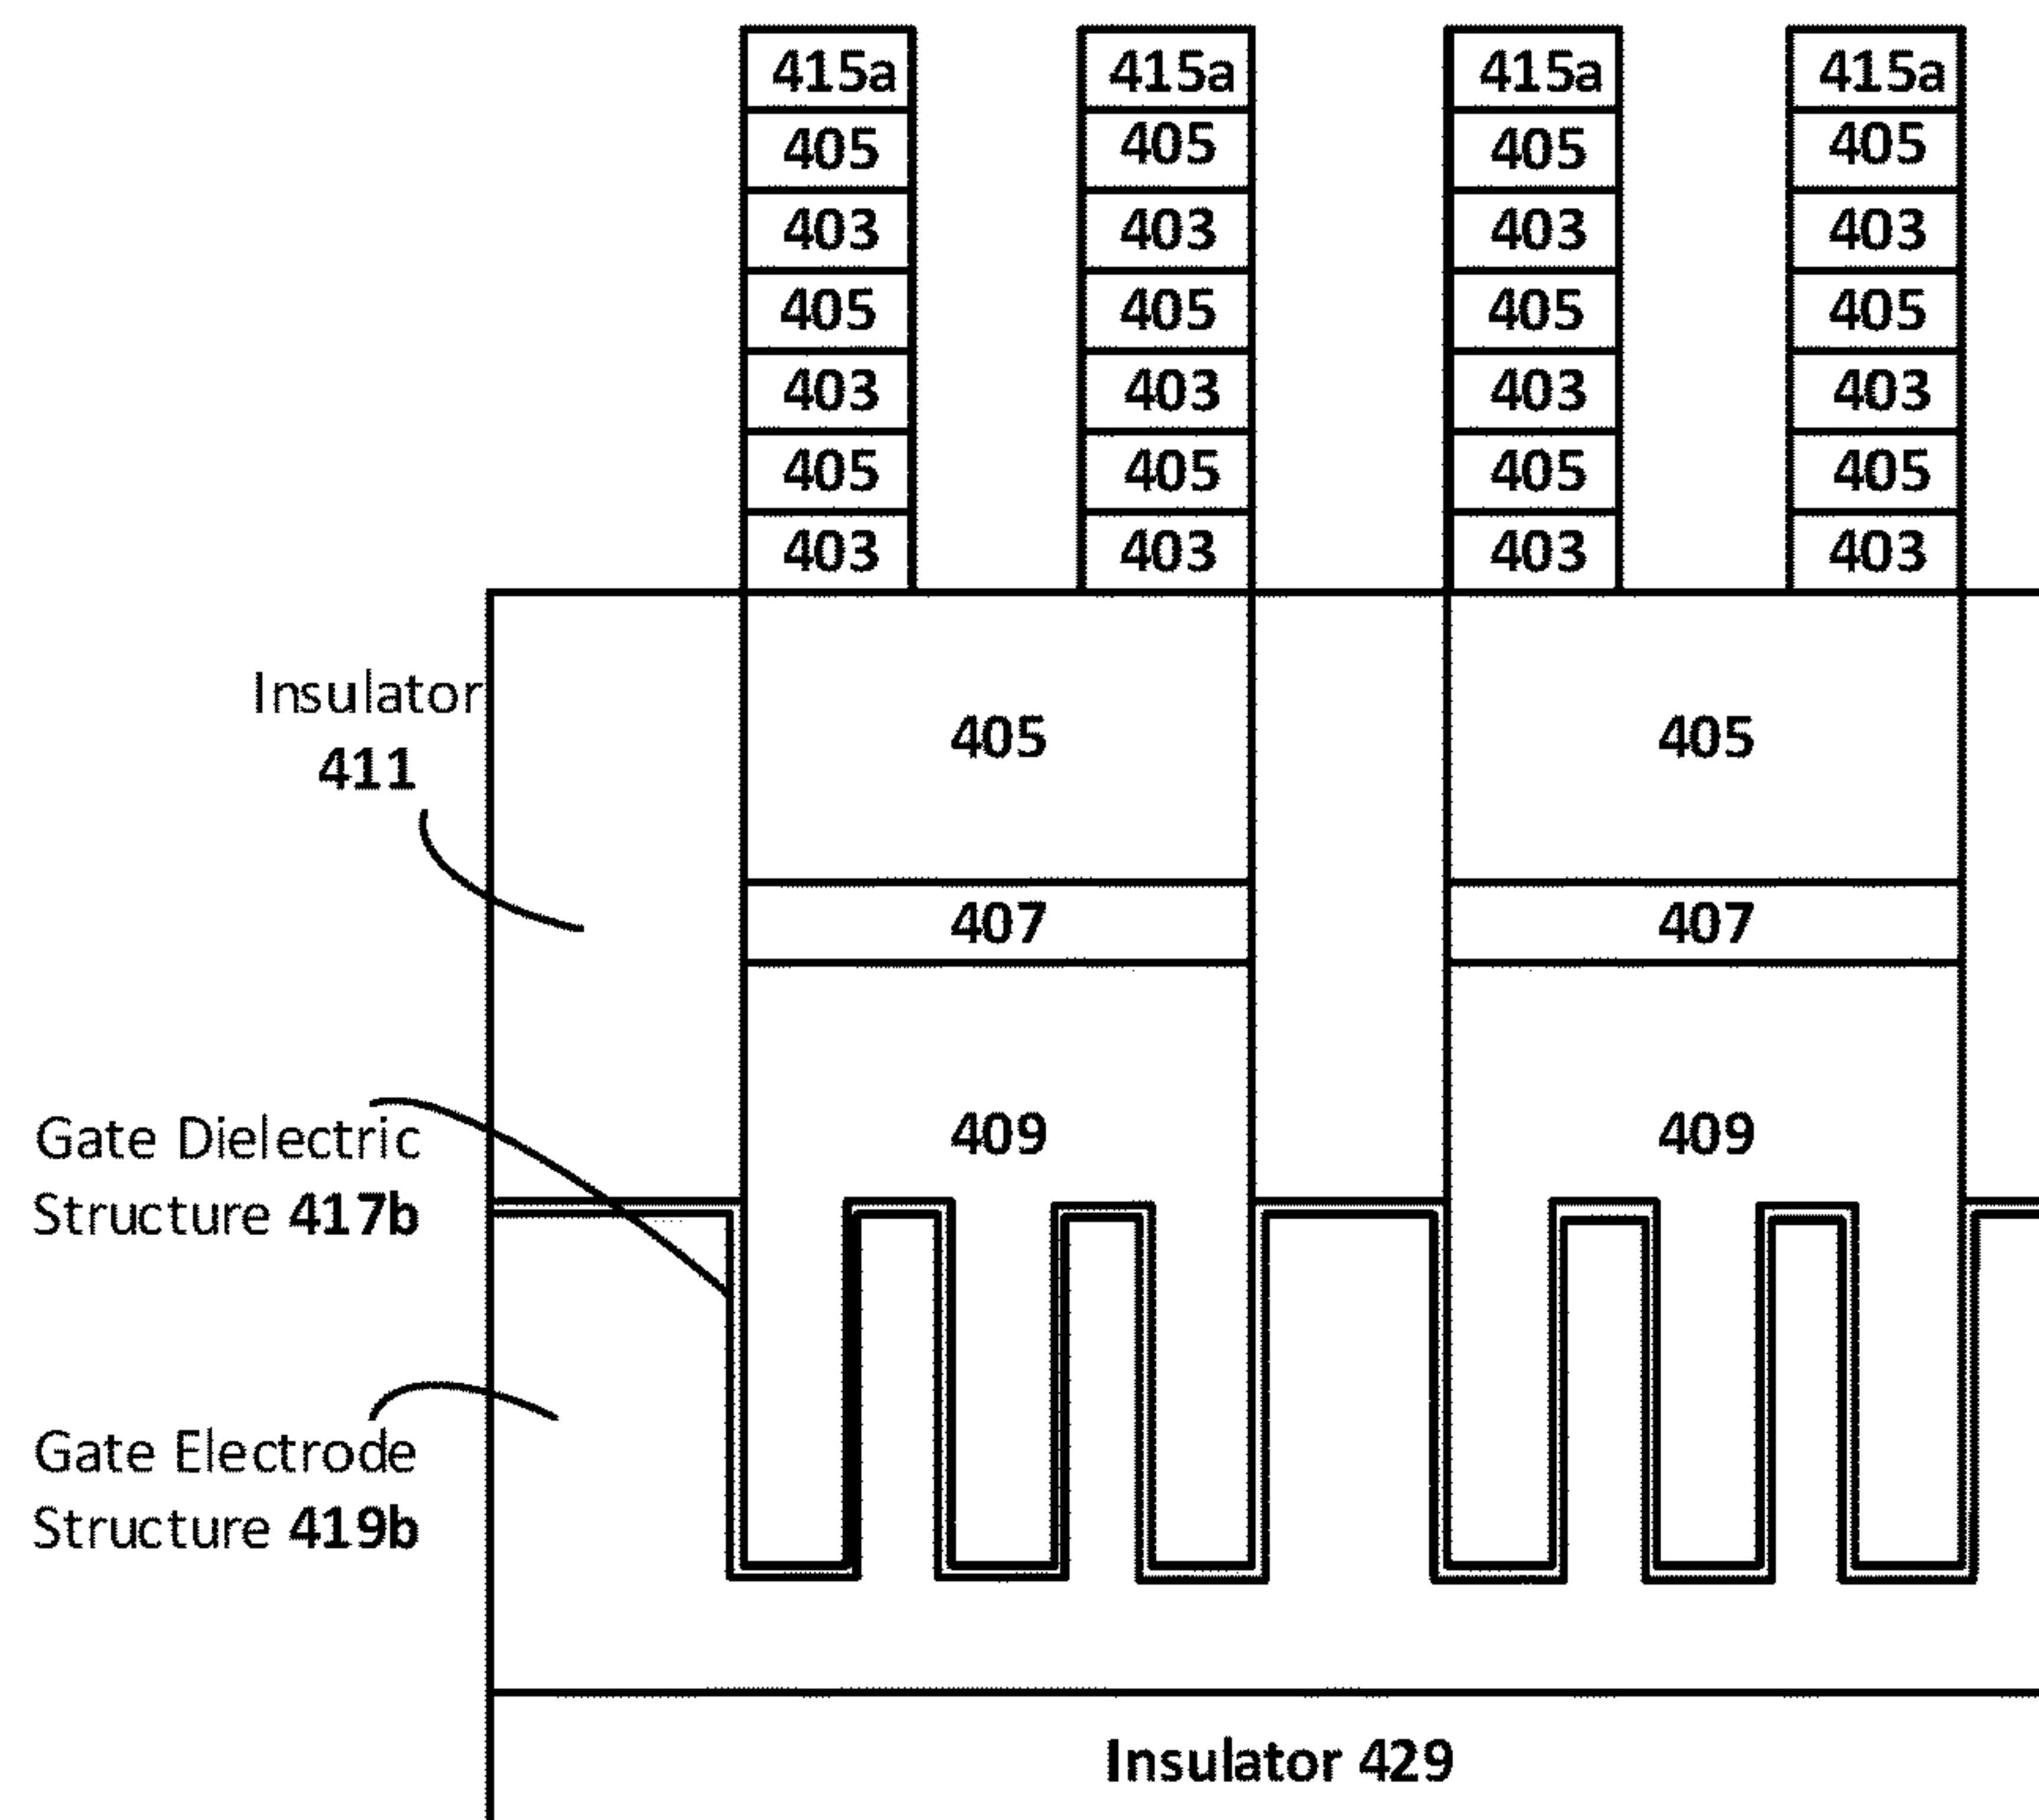 415a 415a 415a 415a
405 405 405 405
403 403 403 403
405 405 405 405
403 403 403 403
405 405 405 405
403 403 403 403
Insulator
411
405 405
407 407
Gate Dielectric
Structure 417b
409 409
Gate Electrode
Structure 419b
Insulator 429